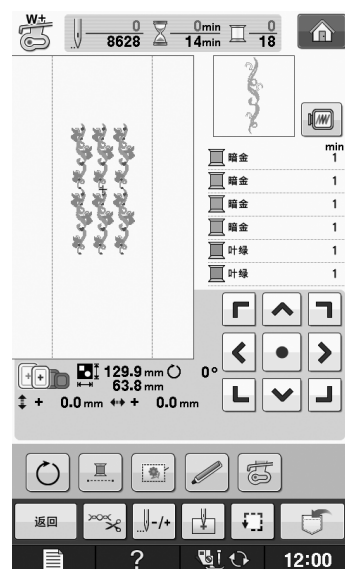 W+
0 0min 0
8628 14min 18
min
暗金 1
暗金 1
暗金 1
暗金 1
叶绿 1
叶绿 1
129.9 mm 0°
63.8 mm
+ 0.0 mm + 0.0 mm
返回 -/+
? 12:00